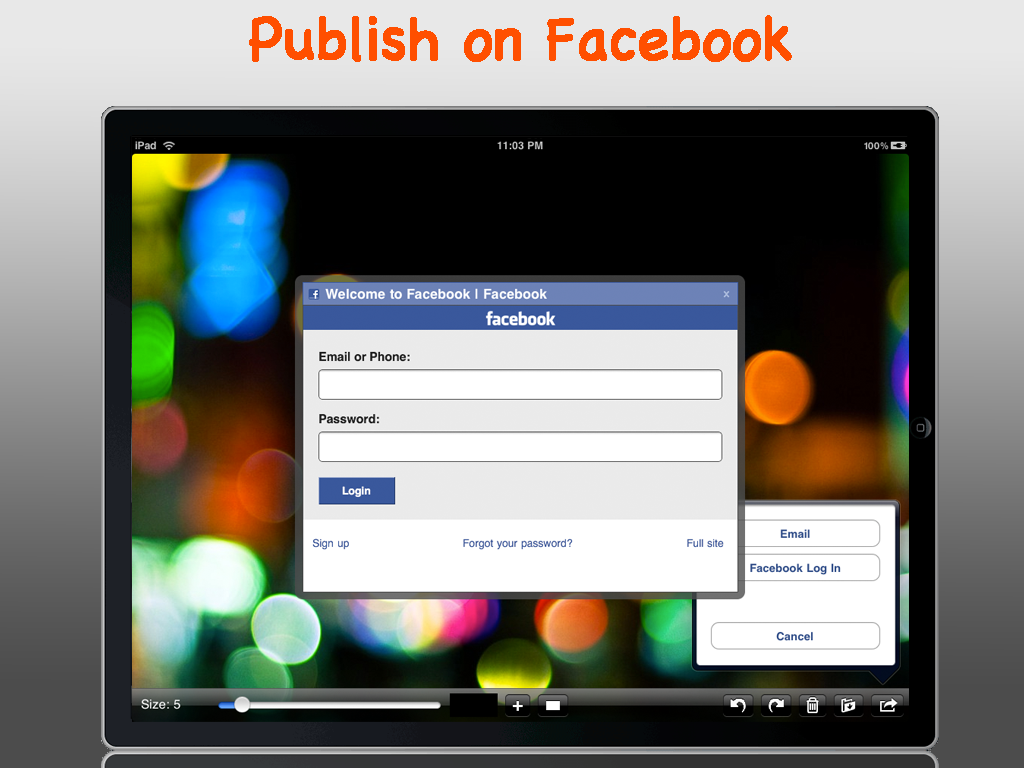 Publish on Facebook
iPad 11:03 PM 100%
f Welcome to Facebook | Facebook x
facebook
Email or Phone:
Password:
Login
Sign up Forgot your password? Full site
Email
Facebook Log In
Cancel
Size: 5